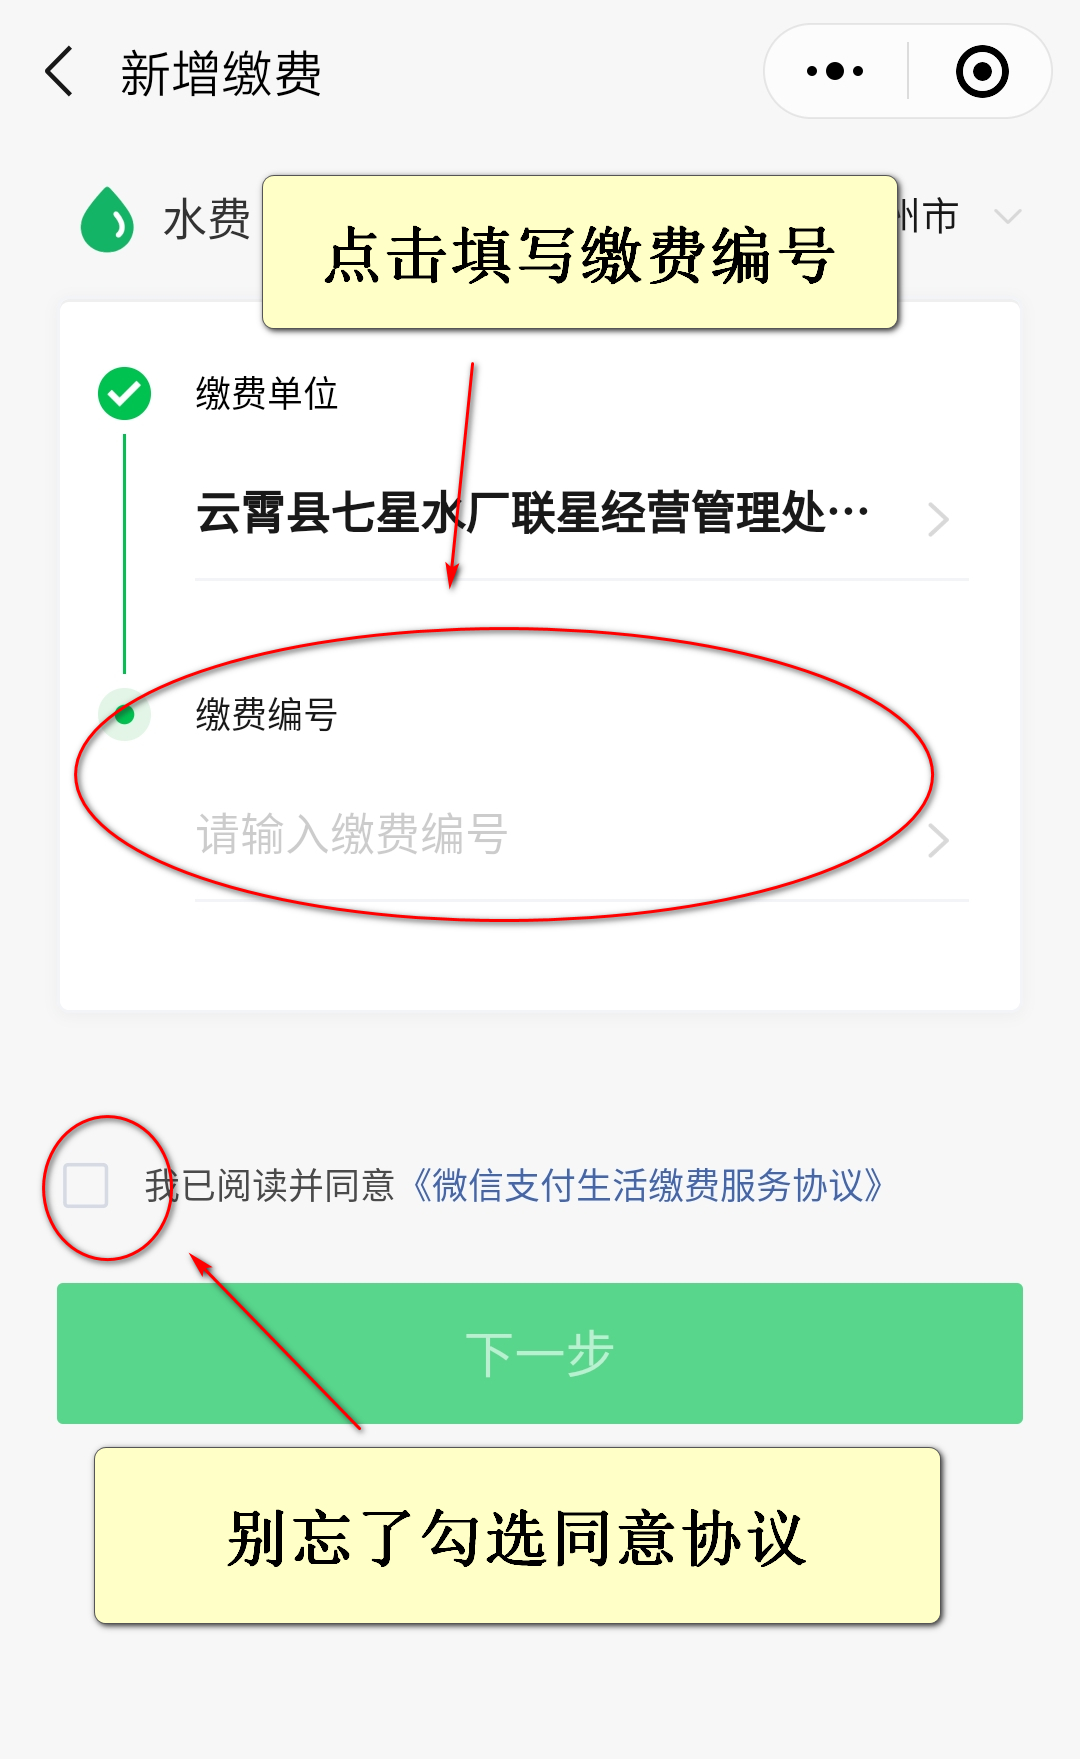 新增缴费
水费
点击填写缴费编号
州市
缴费单位
云霄县七星水厂联星经营管理处…
缴费编号
请输入缴费编号
我已阅读并同意《微信支付生活缴费服务协议》
下一步
别忘了勾选同意协议